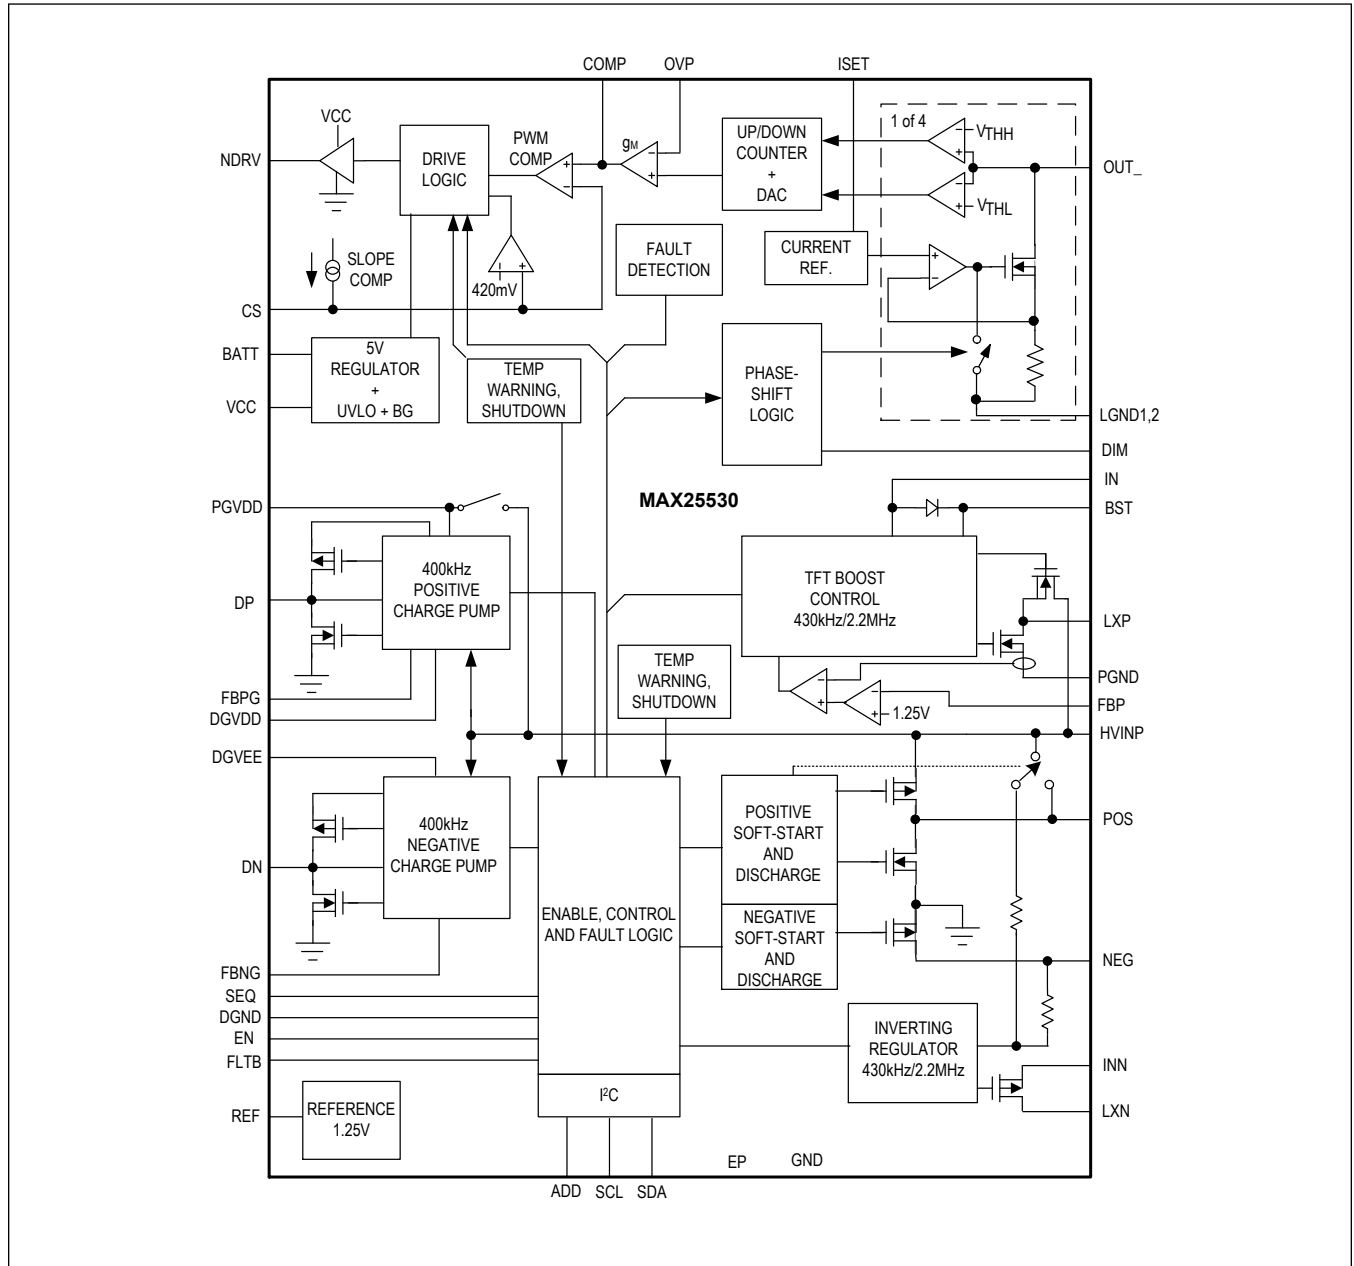 COMP
OVP
ISET
VCC
NDRV
DRIVE
LOGIC
PWM
COMP
+
−
gM
−
+
UP/DOWN
COUNTER
+
DAC
1 of 4
−
+
VTHH
−
+
VTHL
OUT_
SLOPE
COMP
420mV
−
+
FAULT
DETECTION
CURRENT
REF.
+
−
CS
BATT
VCC
5V
REGULATOR
+
UVLO + BG
TEMP
WARNING,
SHUTDOWN
PHASE-
SHIFT
LOGIC
LGND1,2
DIM
IN
BST
PGVDD
MAX25530
400kHz
POSITIVE
CHARGE PUMP
DP
TFT BOOST
CONTROL
430kHz/2.2MHz
LXP
PGND
FBP
HVINP
−
+
−
+
1.25V
TEMP
WARNING,
SHUTDOWN
FBPG
DGVDD
DGVEE
400kHz
NEGATIVE
CHARGE PUMP
DN
POSITIVE
SOFT-START
AND
DISCHARGE
POS
ENABLE, CONTROL
AND FAULT LOGIC
NEGATIVE
SOFT-START
AND
DISCHARGE
NEG
FBNG
SEQ
DGND
EN
FLTB
INVERTING
REGULATOR
430kHz/2.2MHz
INN
LXN
REF
REFERENCE
1.25V
I²C
EP
GND
ADD
SCL
SDA